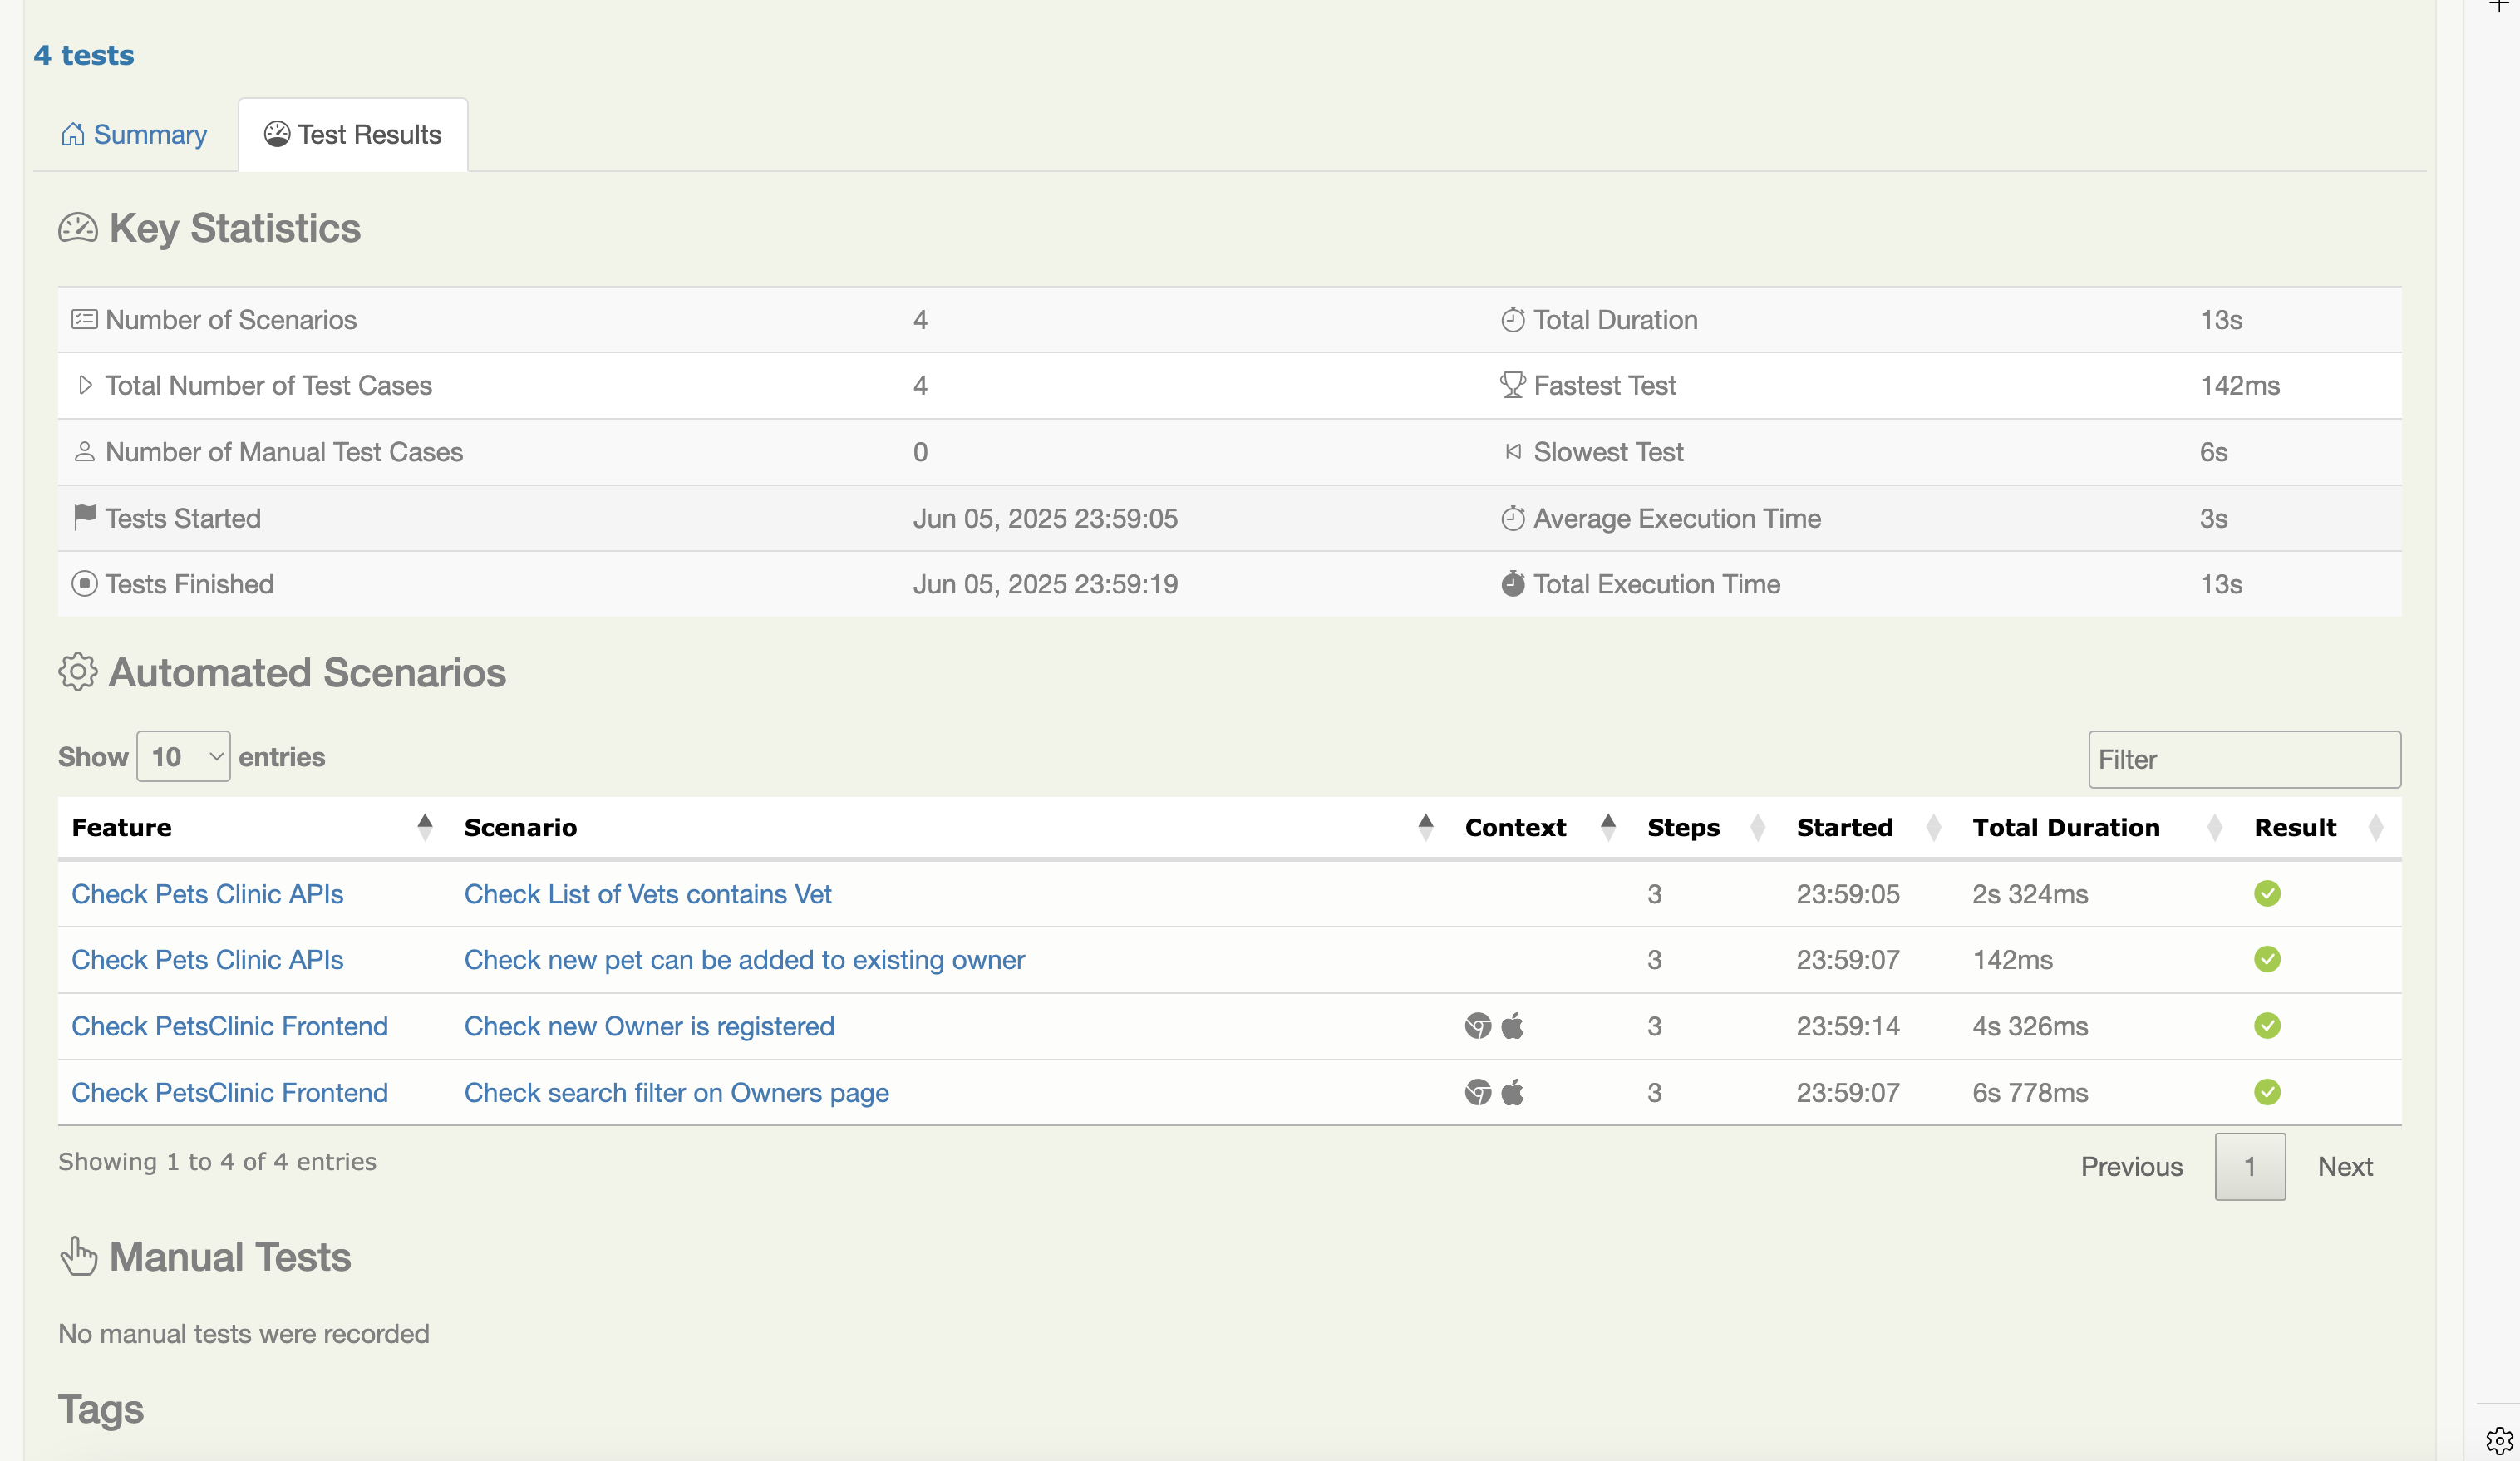 4 tests
Summary Test Results
Key Statistics
Number of Scenarios 4 Total Duration 13s
Total Number of Test Cases 4 Fastest Test 142ms
Number of Manual Test Cases 0 Slowest Test 6s
Tests Started Jun 05, 2025 23:59:05 Average Execution Time 3s
Tests Finished Jun 05, 2025 23:59:19 Total Execution Time 13s
Automated Scenarios
Show 10 entries Filter
Feature Scenario Context Steps Started Total Duration Result
Check Pets Clinic APIs Check List of Vets contains Vet 3 23:59:05 2s 324ms
Check Pets Clinic APIs Check new pet can be added to existing owner 3 23:59:07 142ms
Check PetsClinic Frontend Check new Owner is registered 3 23:59:14 4s 326ms
Check PetsClinic Frontend Check search filter on Owners page 3 23:59:07 6s 778ms
Showing 1 to 4 of 4 entries Previous 1 Next
Manual Tests
No manual tests were recorded
Tags